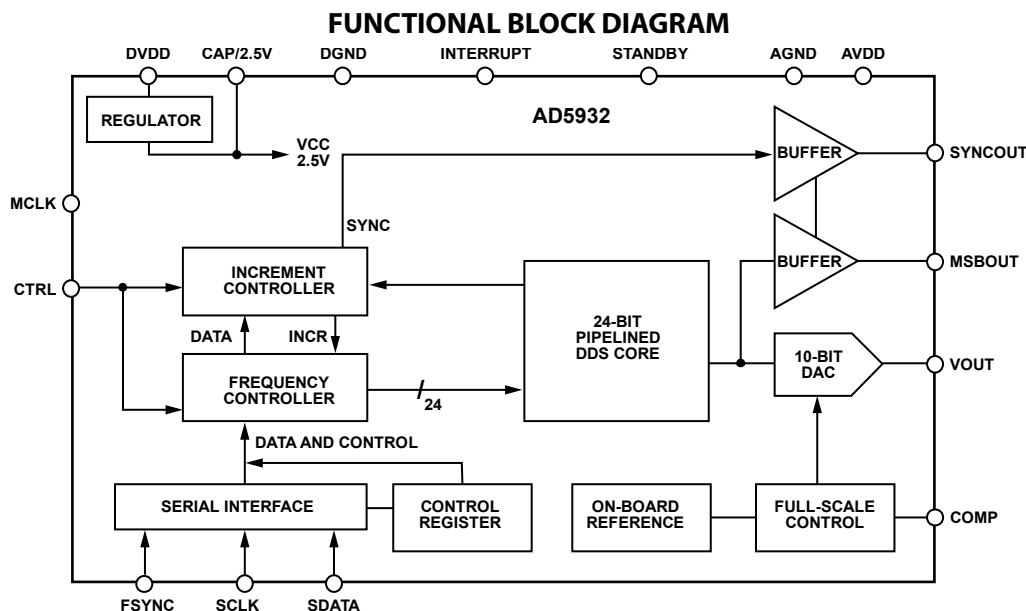 FUNCTIONAL BLOCK DIAGRAM
DVDD
CAP/2.5V
DGND
INTERRUPT
STANDBY
AGND
AVDD
REGULATOR
AD5932
VCC
2.5V
BUFFER
SYNCOUT
MCLK
SYNC
INCREMENT
CONTROLLER
BUFFER
MSBOUT
CTRL
24-BIT
PIPELINED
DDS CORE
DATA
INCR
10-BIT
DAC
VOUT
FREQUENCY
CONTROLLER
24
DATA AND CONTROL
SERIAL INTERFACE
CONTROL
REGISTER
ON-BOARD
REFERENCE
FULL-SCALE
CONTROL
COMP
FSYNC
SCLK
SDATA